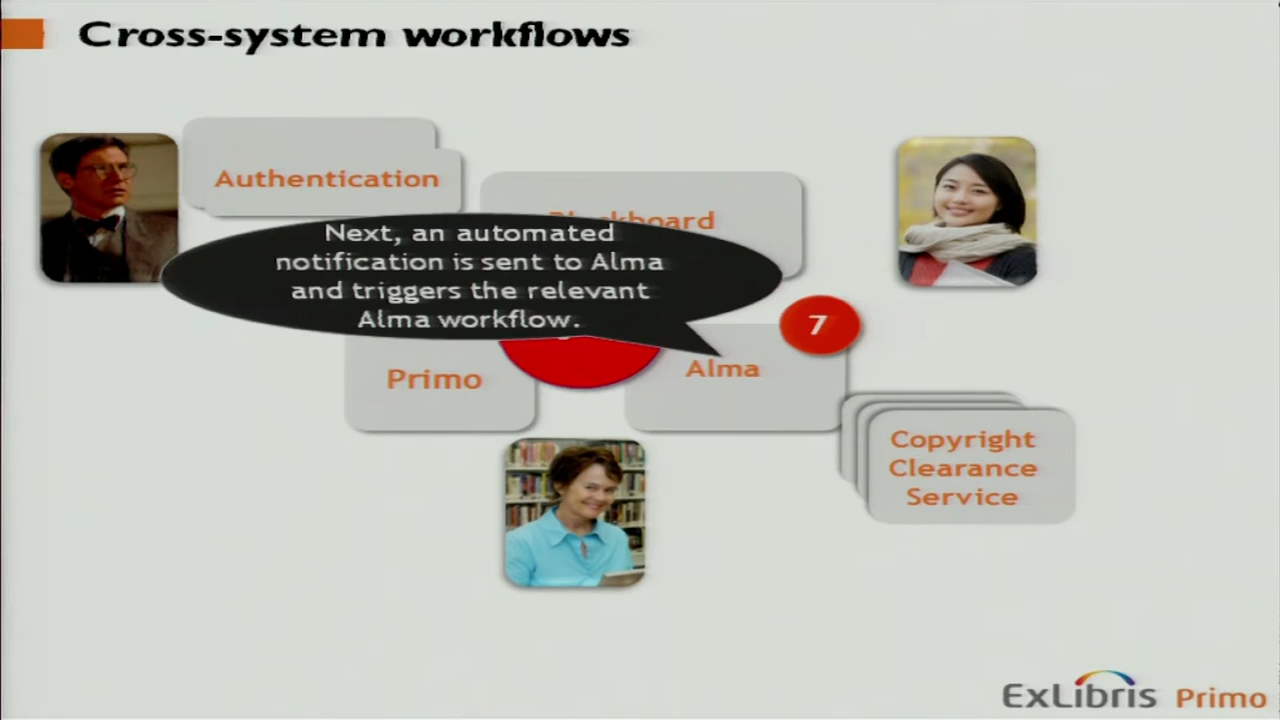 Cross-system workflows
Authentication
Blackboard
Next, an automated
notification is sent to Alma
and triggers the relevant
Alma workflow.
7
Primo
Alma
Copyright
Clearance
Service
ExLibris Primo